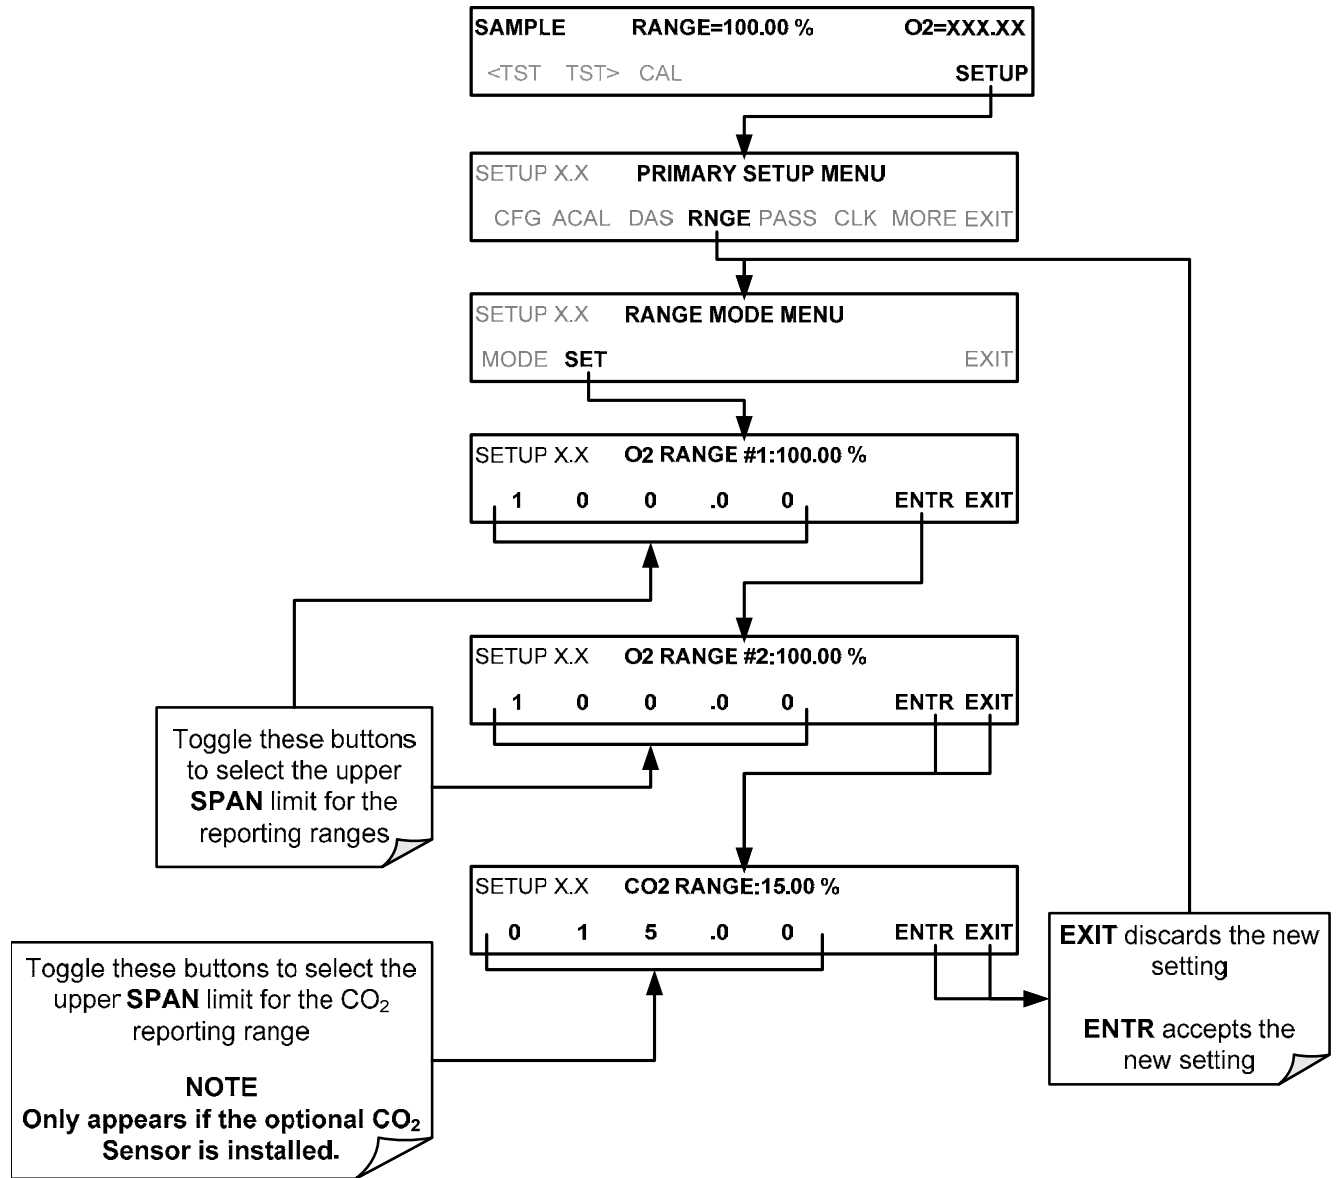 SAMPLE RANGE=100.00 % O2=XXX.XX
<TST TST> CAL SETUP
SETUP X.X PRIMARY SETUP MENU
CFG ACAL DAS RNGE PASS CLK MORE EXIT
SETUP X.X RANGE MODE MENU
MODE SET EXIT
SETUP X.X O2 RANGE #1:100.00 %
1 0 0 .0 0 ENTR EXIT
SETUP X.X O2 RANGE #2:100.00 %
1 0 0 .0 0 ENTR EXIT
Toggle these buttons
to select the upper
SPAN limit for the
reporting ranges
SETUP X.X CO2 RANGE:15.00 %
0 1 5 .0 0 ENTR EXIT
Toggle these buttons to select the
upper SPAN limit for the CO₂
reporting range
NOTE
Only appears if the optional CO₂
Sensor is installed.
EXIT discards the new
setting
ENTR accepts the
new setting